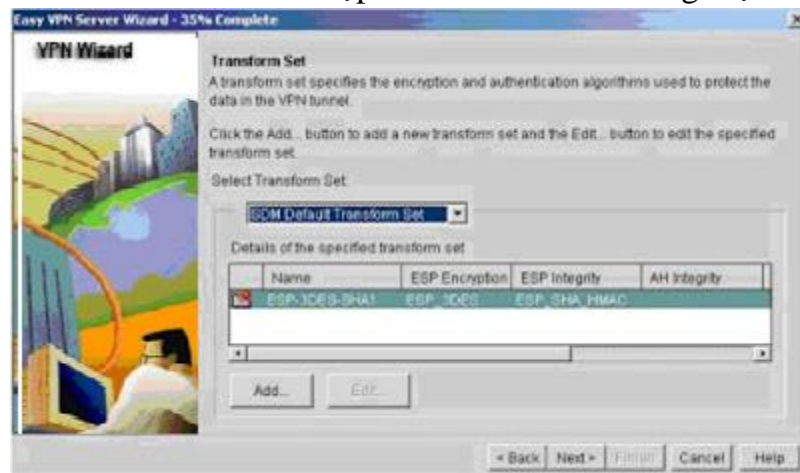 Easy VPN Server Wizard - 35% Complete
VPN Wizard
Transform Set
A transform set specifies the encryption and authentication algorithms used to protect the
data in the VPN tunnel.
Click the Add... button to add a new transform set and the Edit... button to edit the specified
transform set.
Select Transform Set:
SDM Default Transform Set
Details of the specified transform set
Name ESP Encryption ESP Integrity AH Integrity
ESP-3DES-SHA1 ESP_3DES ESP_SHA_HMAC
Add... Edit...
< Back Next > Finish Cancel Help